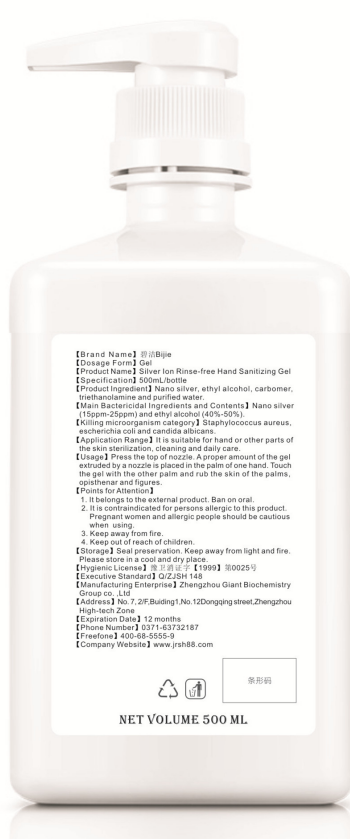 【Brand Name】碧洁Bijie
【Dosage Form】Gel
【Product Name】Silver Ion Rinse-free Hand Sanitizing Gel
【Specification】500mL/bottle
【Product Ingredient】Nano silver, ethyl alcohol, carbomer,
triethanolamine and purified water.
【Main Bactericidal Ingredients and Contents】Nano silver
(15ppm-25ppm) and ethyl alcohol (40%-50%).
【Killing microorganism category】Staphylococcus aureus,
escherichia coli and candida albicans.
【Application Range】It is suitable for hand or other parts of
the skin sterilization, cleaning and daily care.
【Usage】Press the top of nozzle. A proper amount of the gel
extruded by a nozzle is placed in the palm of one hand. Touch
the gel with the other palm and rub the skin of the palms,
opisthenar and figures.
【Points for Attention】
1. It belongs to the external product. Ban on oral.
2. It is contraindicated for persons allergic to this product.
Pregnant women and allergic people should be cautious
when using.
3. Keep away from fire.
4. Keep out of reach of children.
【Storage】Seal preservation, Keep away from light and fire.
Please store in a cool and dry place.
【Hygienic License】豫卫消证字【1999】第0025号
【Executive Standard】Q/ZJSH 148
【Manufacturing Enterprise】Zhengzhou Giant Biochemistry
Group co. ,Ltd
【Address】No. 7, 2/F,Buiding1,No.12Dongqing street,Zhengzhou
High-tech Zone
【Expiration Date】12 months
【Phone Number】0371-63732187
【Freefone】400-68-5555-9
【Company Website】www.jrsh88.com
条形码
NET VOLUME 500 ML